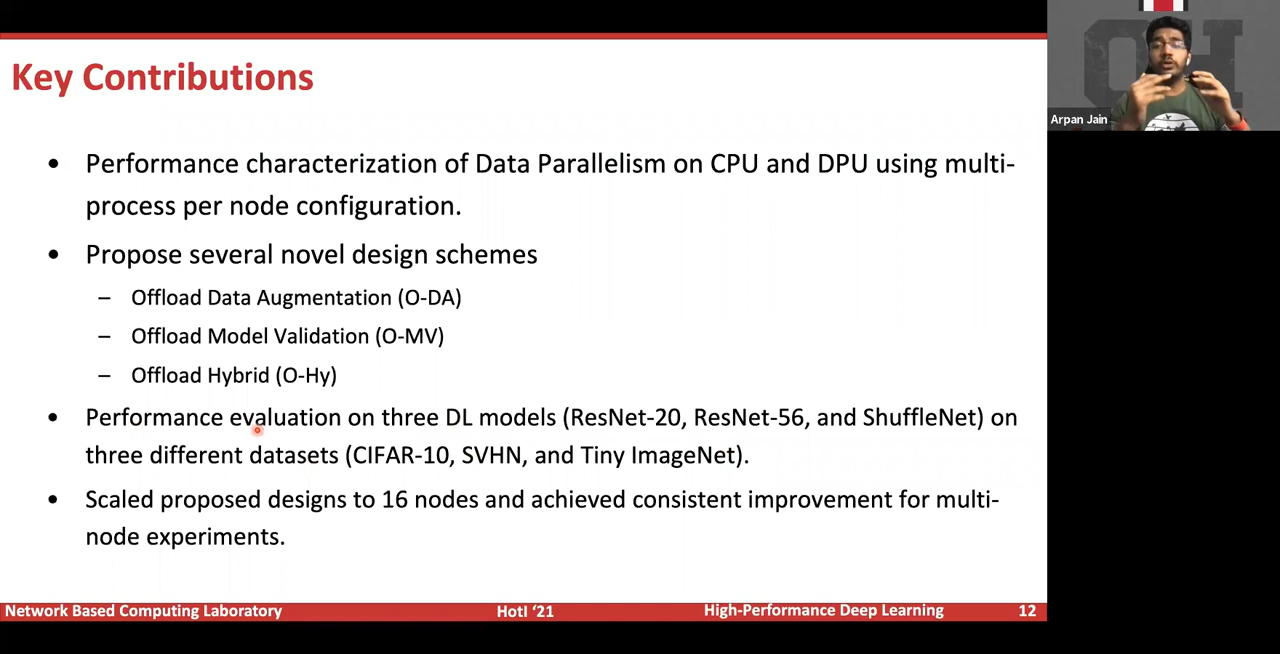 Key Contributions
• Performance characterization of Data Parallelism on CPU and DPU using multi-
process per node configuration.
• Propose several novel design schemes
– Offload Data Augmentation (O-DA)
– Offload Model Validation (O-MV)
– Offload Hybrid (O-Hy)
• Performance evaluation on three DL models (ResNet-20, ResNet-56, and ShuffleNet) on
three different datasets (CIFAR-10, SVHN, and Tiny ImageNet).
• Scaled proposed designs to 16 nodes and achieved consistent improvement for multi-
node experiments.
Network Based Computing Laboratory
HotI ‘21
High-Performance Deep Learning
12
Arpan Jain